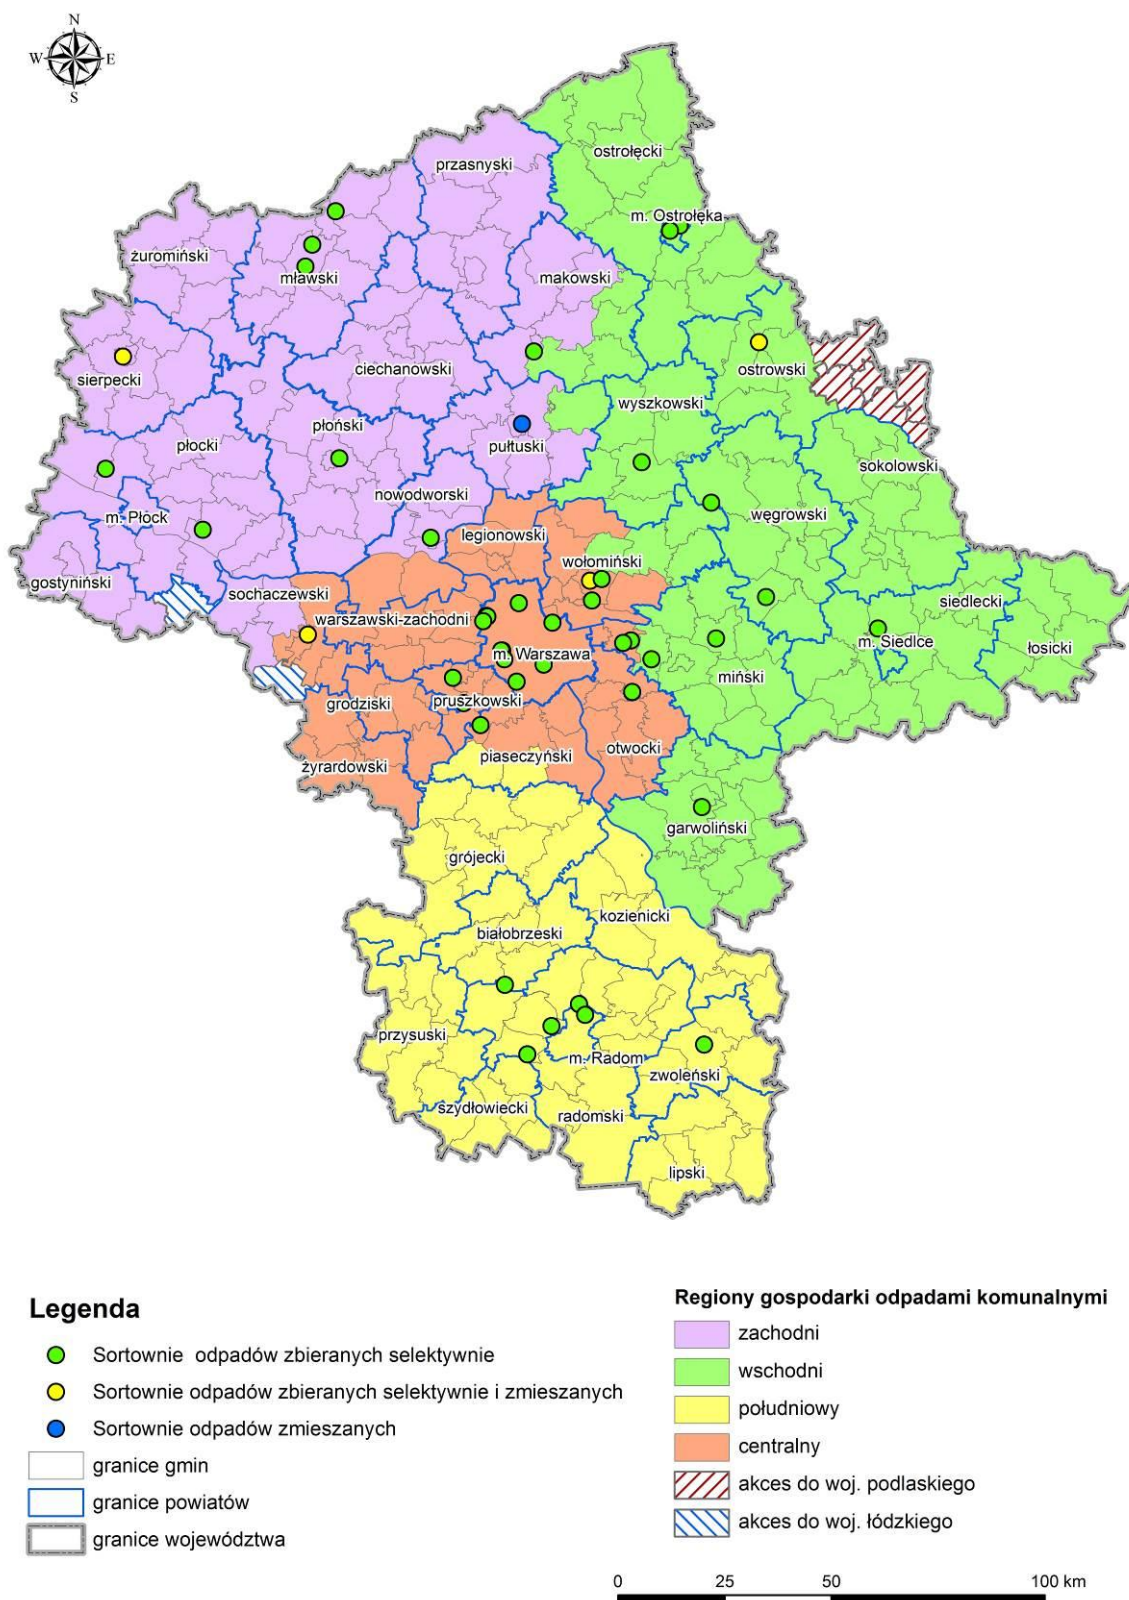 N
W E
S
ostrołęcki
przasnyski
m. Ostrołęka
żuromiński
makowski
mławski
ciechanowski
ostrowski
sierpecki
wyszkowski
płoński
płocki
pułtuski
sokolowski
nowodworski
m. Płock
węgrowski
legionowski
wołomiński
gostyniński
sochaczewski
siedlecki
warszawski-zachodni
m. Siedlce
łosicki
m. Warszawa
miński
grodziski
pruszkowski
otwocki
piaseczyński
żyrardowski
garwoliński
grójecki
kozienicki
białobrzeski
przysuski
m. Radom
zwoleński
szydłowiecki
radomski
lipski
Legenda
Sortownie odpadów zbieranych selektywnie
Sortownie odpadów zbieranych selektywnie i zmieszanych
Sortownie odpadów zmieszanych
granice gmin
granice powiatów
granice województwa
Regiony gospodarki odpadami komunalnymi
zachodni
wschodni
południowy
centralny
akces do woj. podlaskiego
akces do woj. łódzkiego
0 25 50 100 km